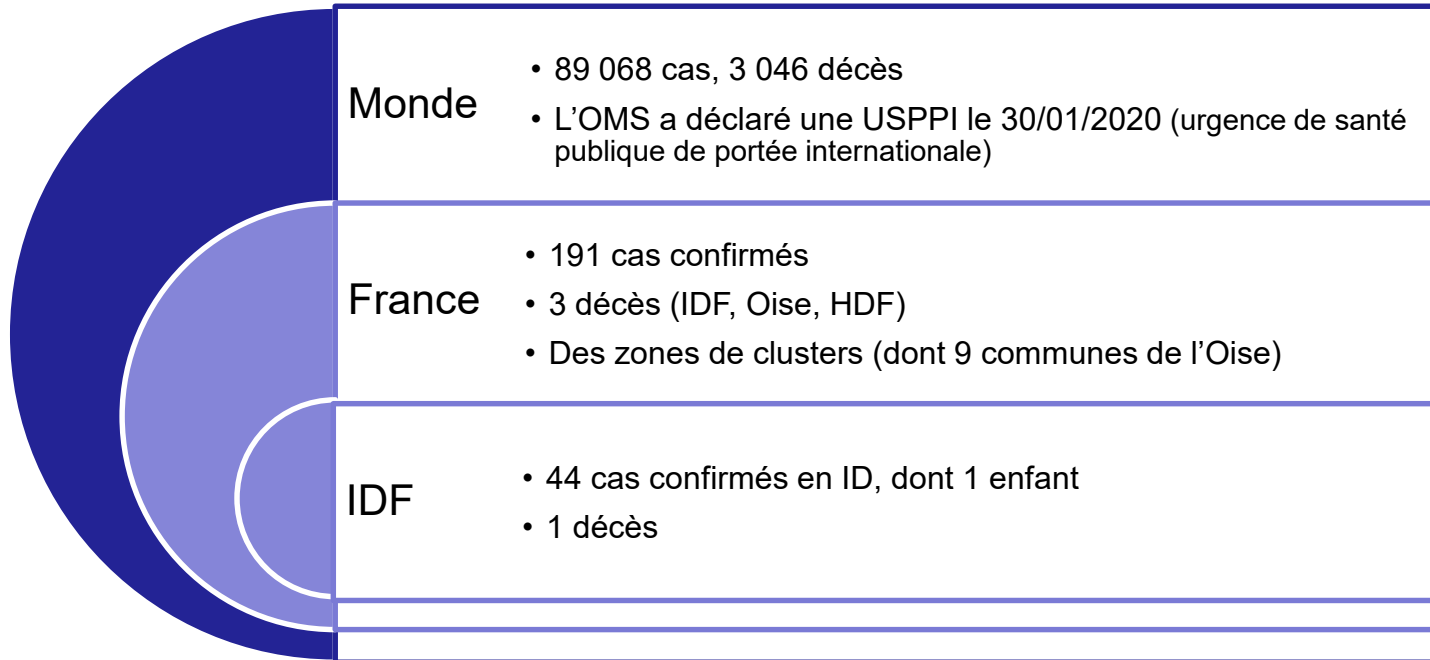 Monde
• 89 068 cas, 3 046 décès
• L’OMS a déclaré une USPPI le 30/01/2020 (urgence de santé
publique de portée internationale)
France
• 191 cas confirmés
• 3 décès (IDF, Oise, HDF)
• Des zones de clusters (dont 9 communes de l’Oise)
IDF
• 44 cas confirmés en ID, dont 1 enfant
• 1 décès